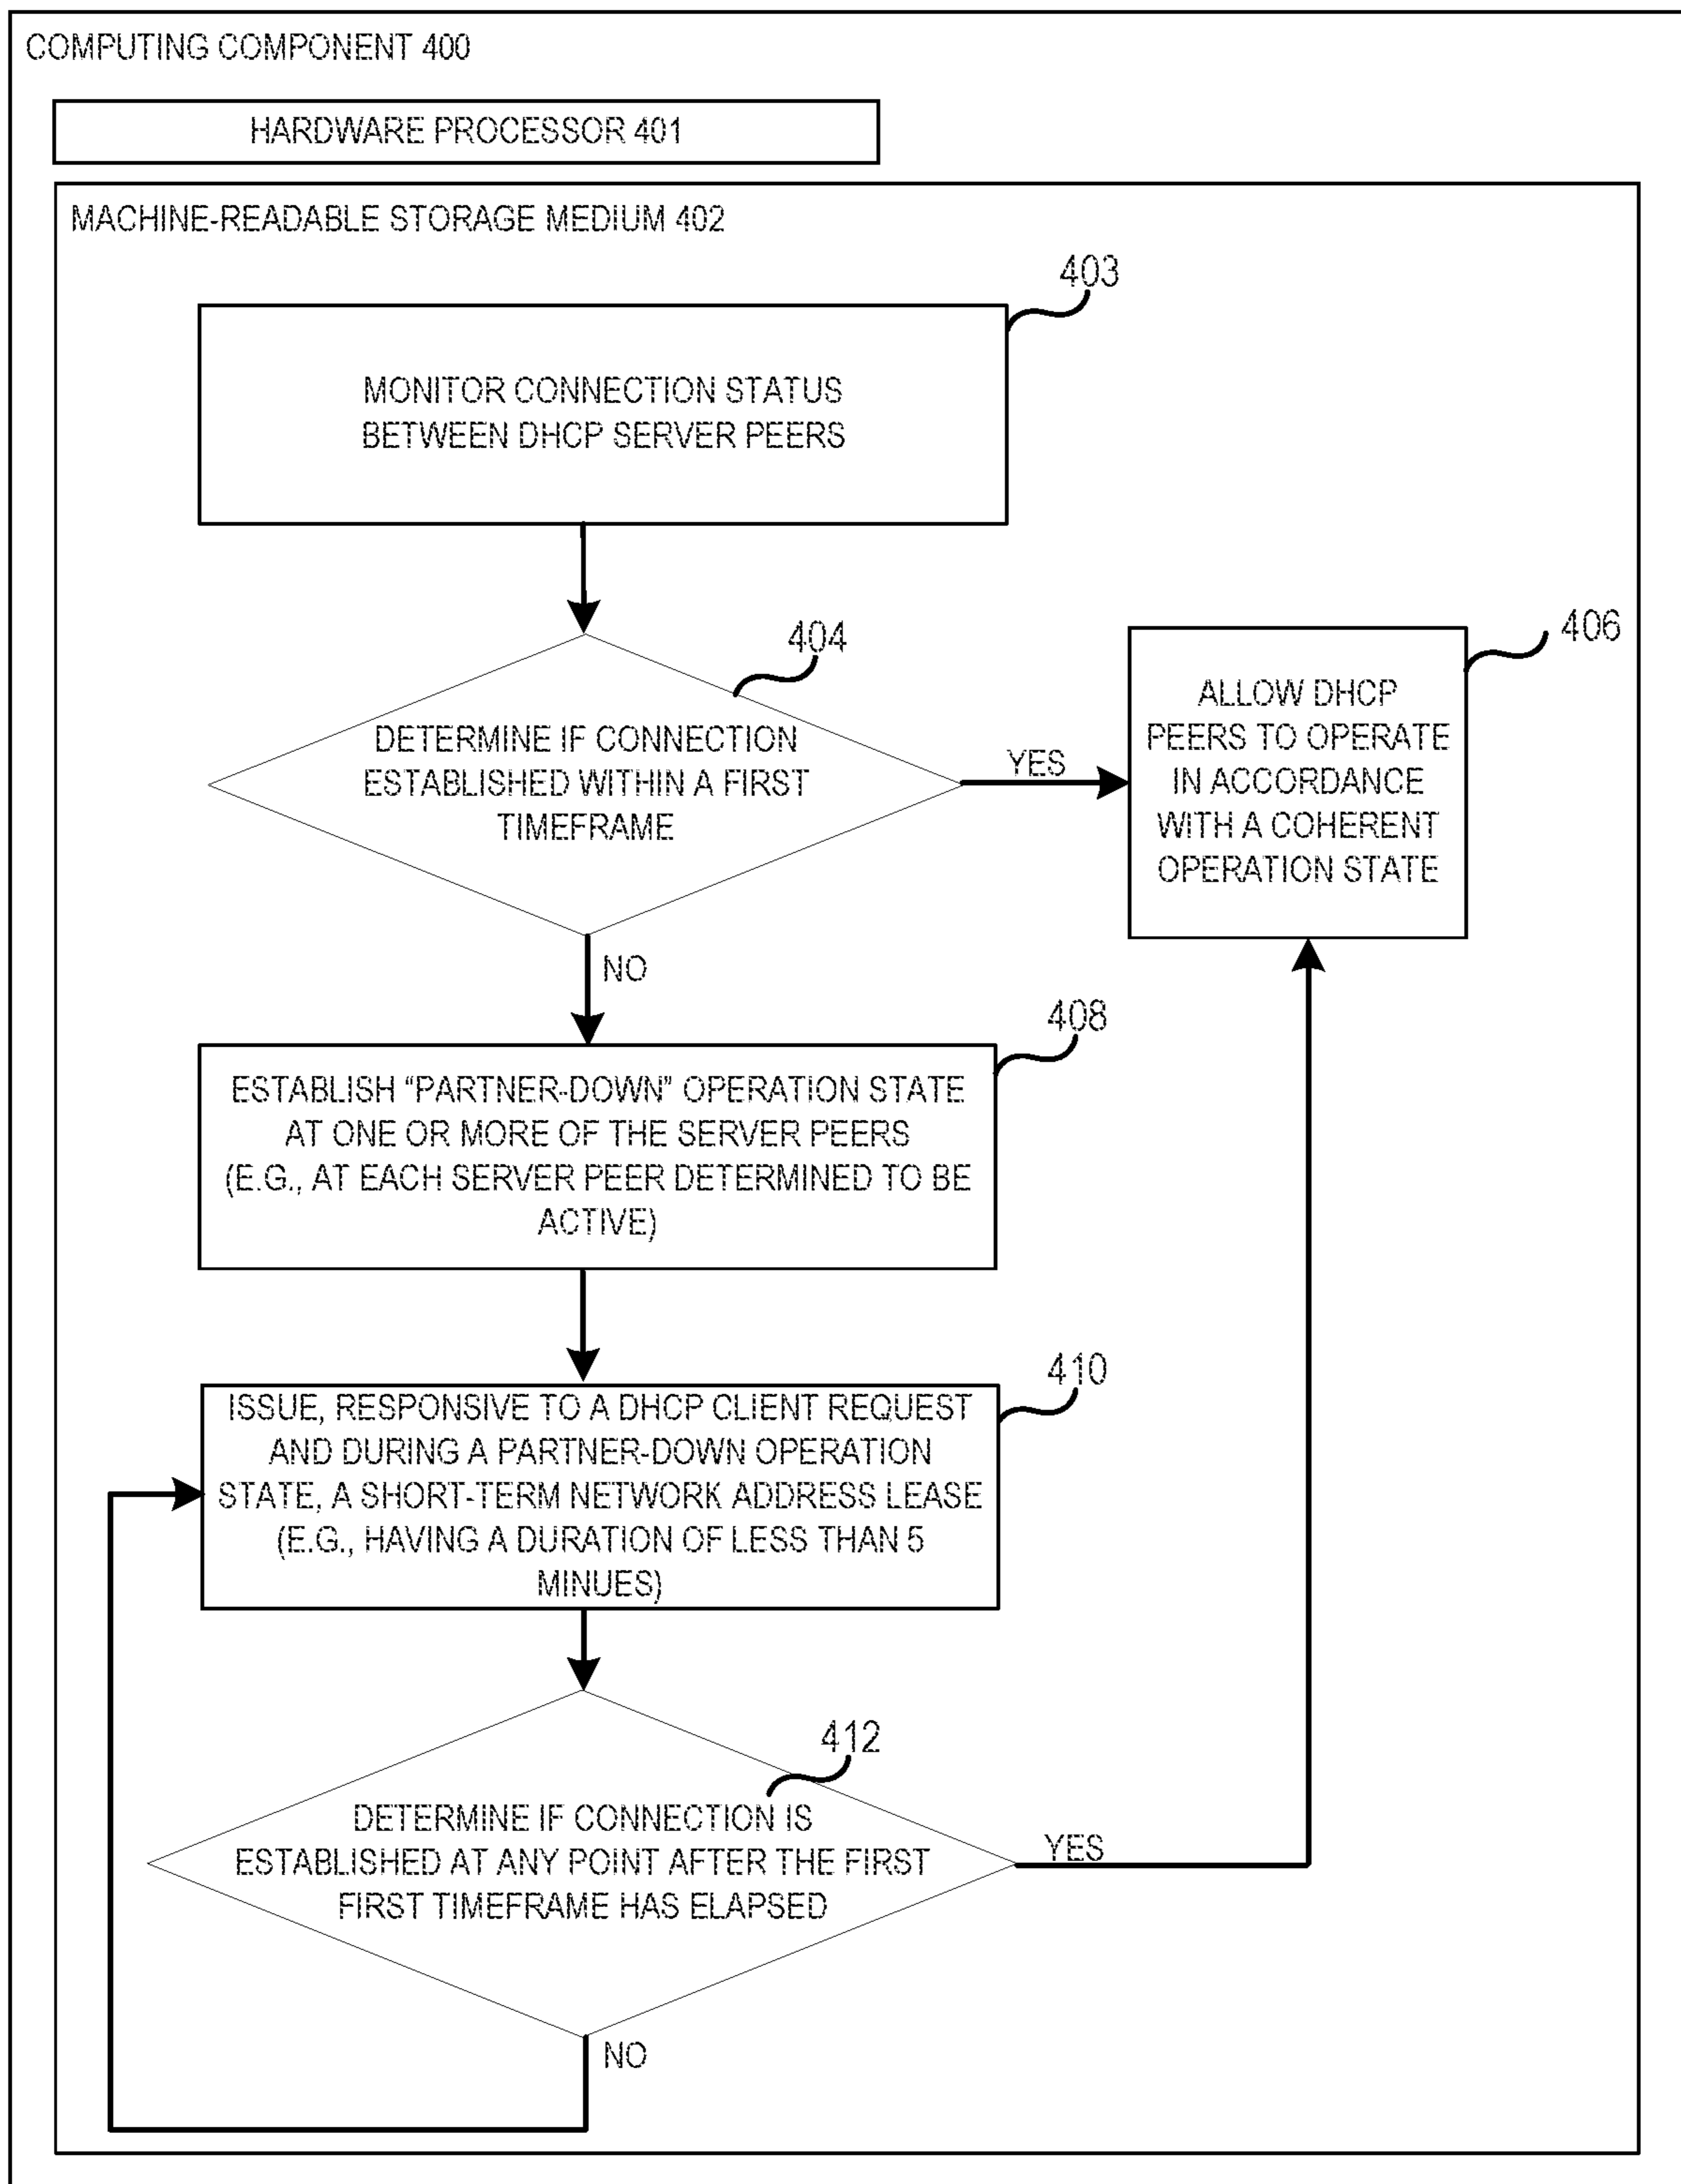 COMPUTING COMPONENT 400
HARDWARE PROCESSOR 401
MACHINE-READABLE STORAGE MEDIUM 402
403
MONITOR CONNECTION STATUS
BETWEEN DHCP SERVER PEERS
404
DETERMINE IF CONNECTION
ESTABLISHED WITHIN A FIRST
TIMEFRAME
YES
406
ALLOW DHCP
PEERS TO OPERATE
IN ACCORDANCE
WITH A COHERENT
OPERATION STATE
NO
408
ESTABLISH “PARTNER-DOWN” OPERATION STATE
AT ONE OR MORE OF THE SERVER PEERS
(E.G., AT EACH SERVER PEER DETERMINED TO BE
ACTIVE)
410
ISSUE, RESPONSIVE TO A DHCP CLIENT REQUEST
AND DURING A PARTNER-DOWN OPERATION
STATE, A SHORT-TERM NETWORK ADDRESS LEASE
(E.G., HAVING A DURATION OF LESS THAN 5
MINUES)
412
DETERMINE IF CONNECTION IS
ESTABLISHED AT ANY POINT AFTER THE FIRST
FIRST TIMEFRAME HAS ELAPSED
YES
NO